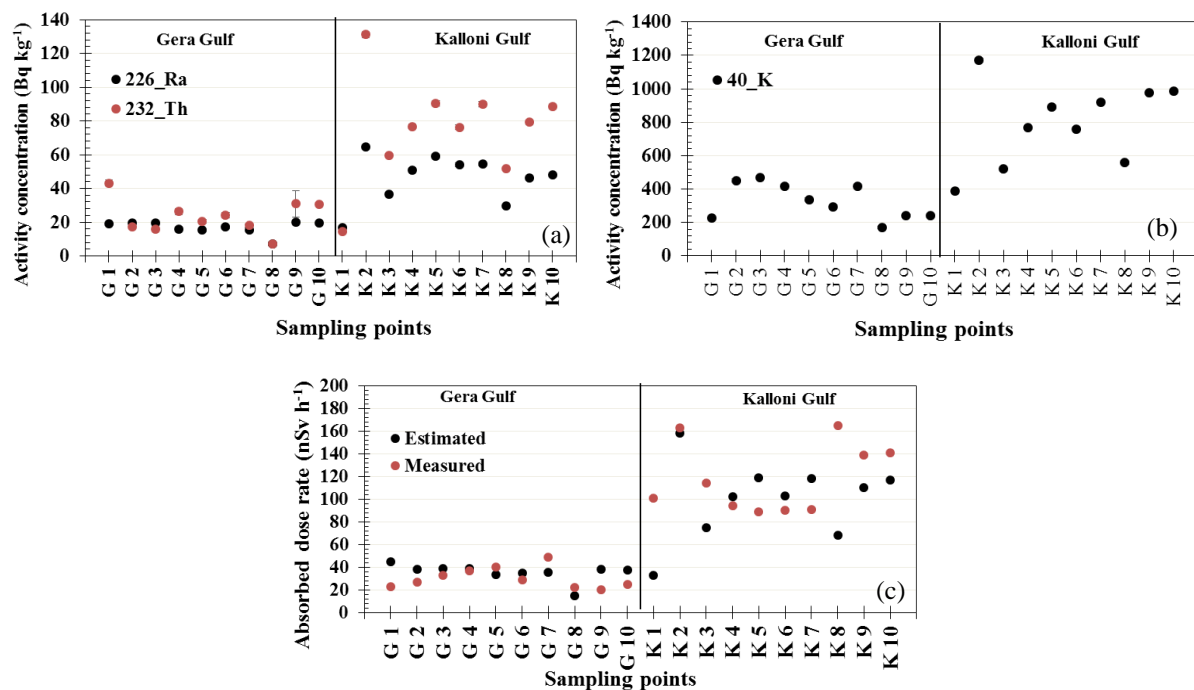 Activity concentration (Bq kg⁻¹)
140
120
100
80
60
40
20
0
Gera Gulf
Kalloni Gulf
226_Ra
232_Th
(a)
G 1 G 2 G 3 G 4 G 5 G 6 G 7 G 8 G 9 G 10 K 1 K 2 K 3 K 4 K 5 K 6 K 7 K 8 K 9 K 10
Sampling points
Activity concentration (Bq kg⁻¹)
1400
1200
1000
800
600
400
200
0
Gera Gulf
Kalloni Gulf
40_K
(b)
G 1 G 2 G 3 G 4 G 5 G 6 G 7 G 8 G 9 G 10 K 1 K 2 K 3 K 4 K 5 K 6 K 7 K 8 K 9 K 10
Sampling points
Absorbed dose rate (nSv h⁻¹)
200
180
160
140
120
100
80
60
40
20
0
Gera Gulf
Kalloni Gulf
Estimated
Measured
(c)
G 1 G 2 G 3 G 4 G 5 G 6 G 7 G 8 G 9 G 10 K 1 K 2 K 3 K 4 K 5 K 6 K 7 K 8 K 9 K 10
Sampling points